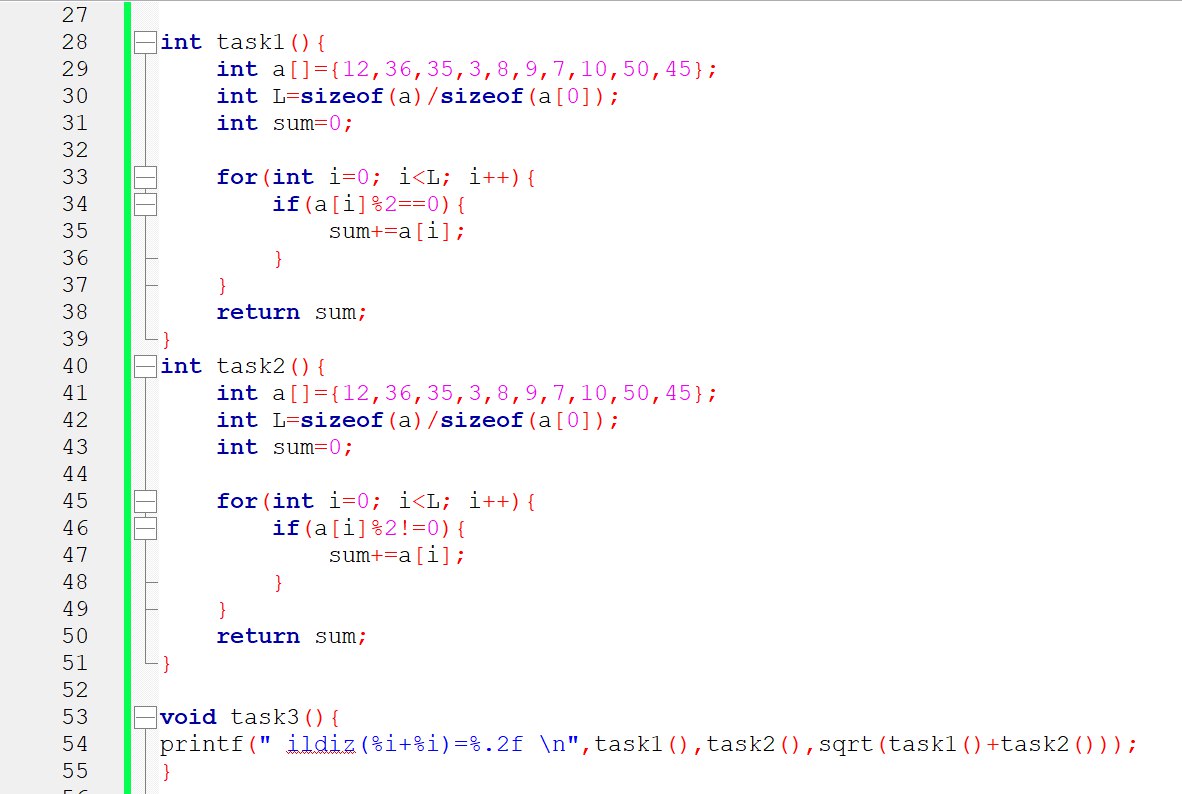 27
28 int task1(){
29 int a[]={12,36,35,3,8,9,7,10,50,45};
30 int L=sizeof(a)/sizeof(a[0]);
31 int sum=0;
32
33 for(int i=0; i<L; i++){
34 if(a[i]%2==0){
35 sum+=a[i];
36 }
37 }
38 return sum;
39 }
40 int task2(){
41 int a[]={12,36,35,3,8,9,7,10,50,45};
42 int L=sizeof(a)/sizeof(a[0]);
43 int sum=0;
44
45 for(int i=0; i<L; i++){
46 if(a[i]%2!=0){
47 sum+=a[i];
48 }
49 }
50 return sum;
51 }
52
53 void task3(){
54 printf(" ildiz(%i+%i)=%.2f \n",task1(),task2(),sqrt(task1()+task2()));
55 }